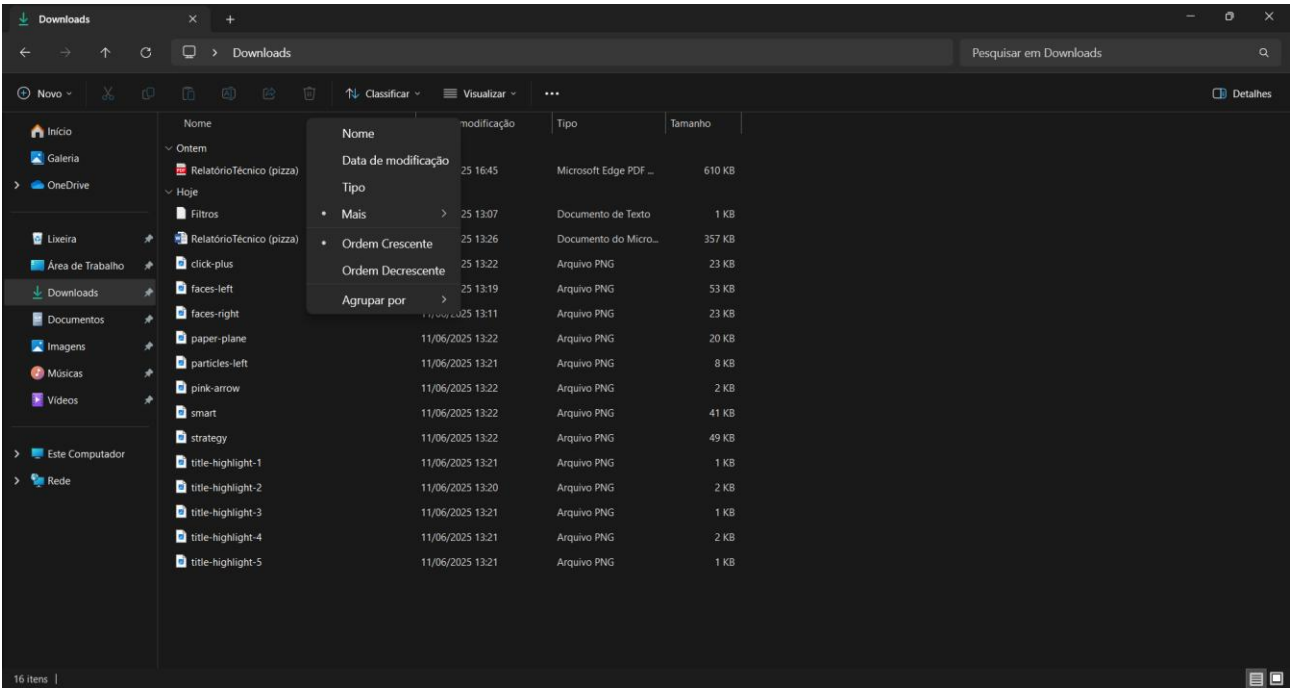 Downloads
Downloads
Pesquisar em Downloads
Novo
Classificar
Visualizar
Detalhes
Início
Galeria
OneDrive
Lixeira
Área de Trabalho
Downloads
Documentos
Imagens
Músicas
Vídeos
Este Computador
Rede
Nome modificação Tipo Tamanho
Ontem
RelatórioTécnico (pizza) 25 16:45 Microsoft Edge PDF ... 610 KB
Hoje
Filtros 25 13:07 Documento de Texto 1 KB
RelatórioTécnico (pizza) 25 13:26 Documento do Micro... 357 KB
click-plus 25 13:22 Arquivo PNG 23 KB
faces-left 25 13:19 Arquivo PNG 53 KB
faces-right 13:11 Arquivo PNG 23 KB
paper-plane 11/06/2025 13:22 Arquivo PNG 20 KB
particles-left 11/06/2025 13:21 Arquivo PNG 8 KB
pink-arrow 11/06/2025 13:22 Arquivo PNG 2 KB
smart 11/06/2025 13:22 Arquivo PNG 41 KB
strategy 11/06/2025 13:22 Arquivo PNG 49 KB
title-highlight-1 11/06/2025 13:21 Arquivo PNG 1 KB
title-highlight-2 11/06/2025 13:20 Arquivo PNG 2 KB
title-highlight-3 11/06/2025 13:21 Arquivo PNG 1 KB
title-highlight-4 11/06/2025 13:21 Arquivo PNG 2 KB
title-highlight-5 11/06/2025 13:21 Arquivo PNG 1 KB
Nome
Data de modificação
Tipo
Mais
Ordem Crescente
Ordem Decrescente
Agrupar por
16 itens